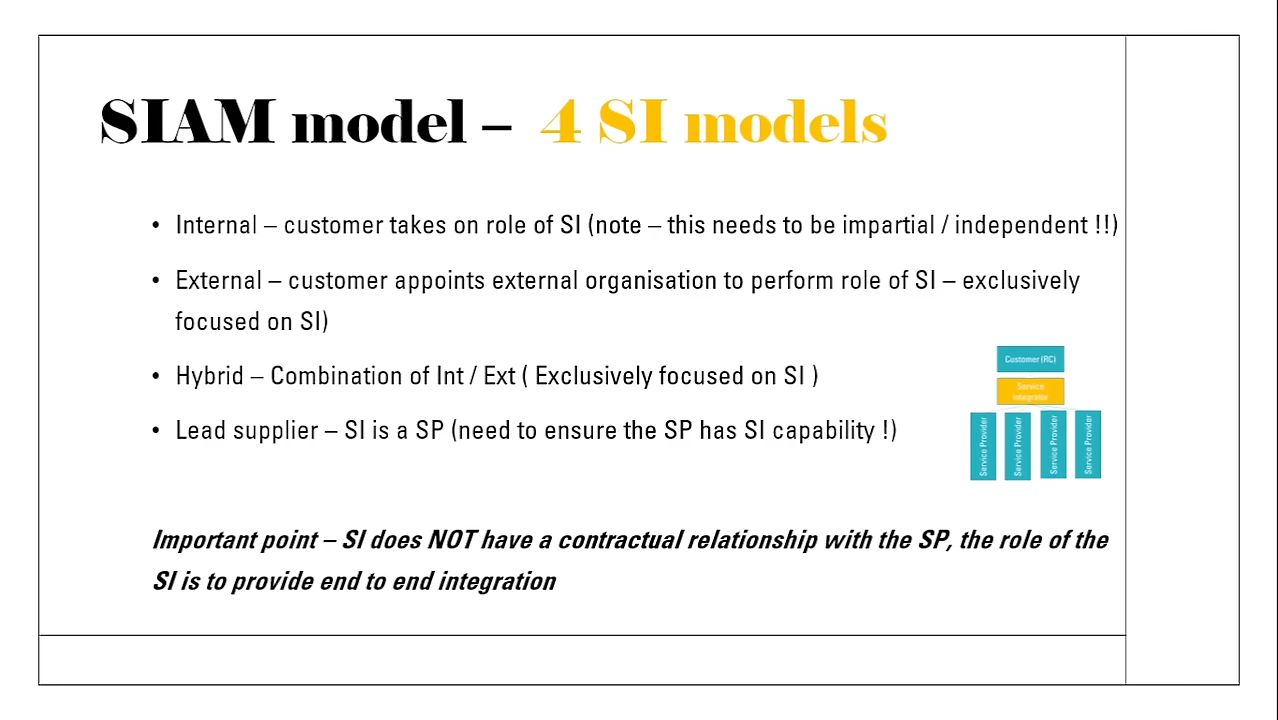 SIAM model – 4 SI models
• Internal – customer takes on role of SI (note – this needs to be impartial / independent !!)
• External – customer appoints external organisation to perform role of SI – exclusively
focused on SI)
• Hybrid – Combination of Int / Ext ( Exclusively focused on SI )
• Lead supplier – SI is a SP (need to ensure the SP has SI capability !)
Customer (RC)
Service
Integrator
Service Provider
Service Provider
Service Provider
Service Provider
Important point – SI does NOT have a contractual relationship with the SP, the role of the
SI is to provide end to end integration